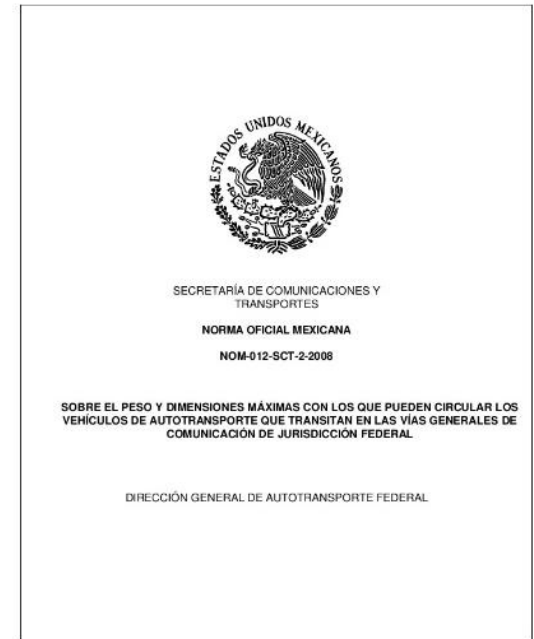 ESTADOS UNIDOS MEXICANOS
SECRETARÍA DE COMUNICACIONES Y
TRANSPORTES
NORMA OFICIAL MEXICANA
NOM-012-SCT-2-2008
SOBRE EL PESO Y DIMENSIONES MÁXIMAS CON LOS QUE PUEDEN CIRCULAR LOS
VEHÍCULOS DE AUTOTRANSPORTE QUE TRANSITAN EN LAS VÍAS GENERALES DE
COMUNICACIÓN DE JURISDICCIÓN FEDERAL
DIRECCIÓN GENERAL DE AUTOTRANSPORTE FEDERAL